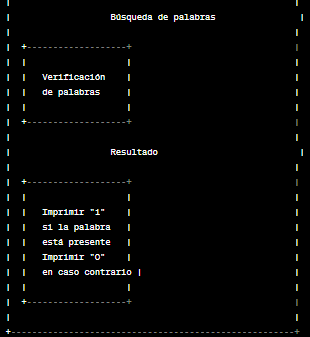 Búsqueda de palabras
Verificación
de palabras
Resultado
Imprimir "1"
si la palabra
está presente
Imprimir "0"
en caso contrario